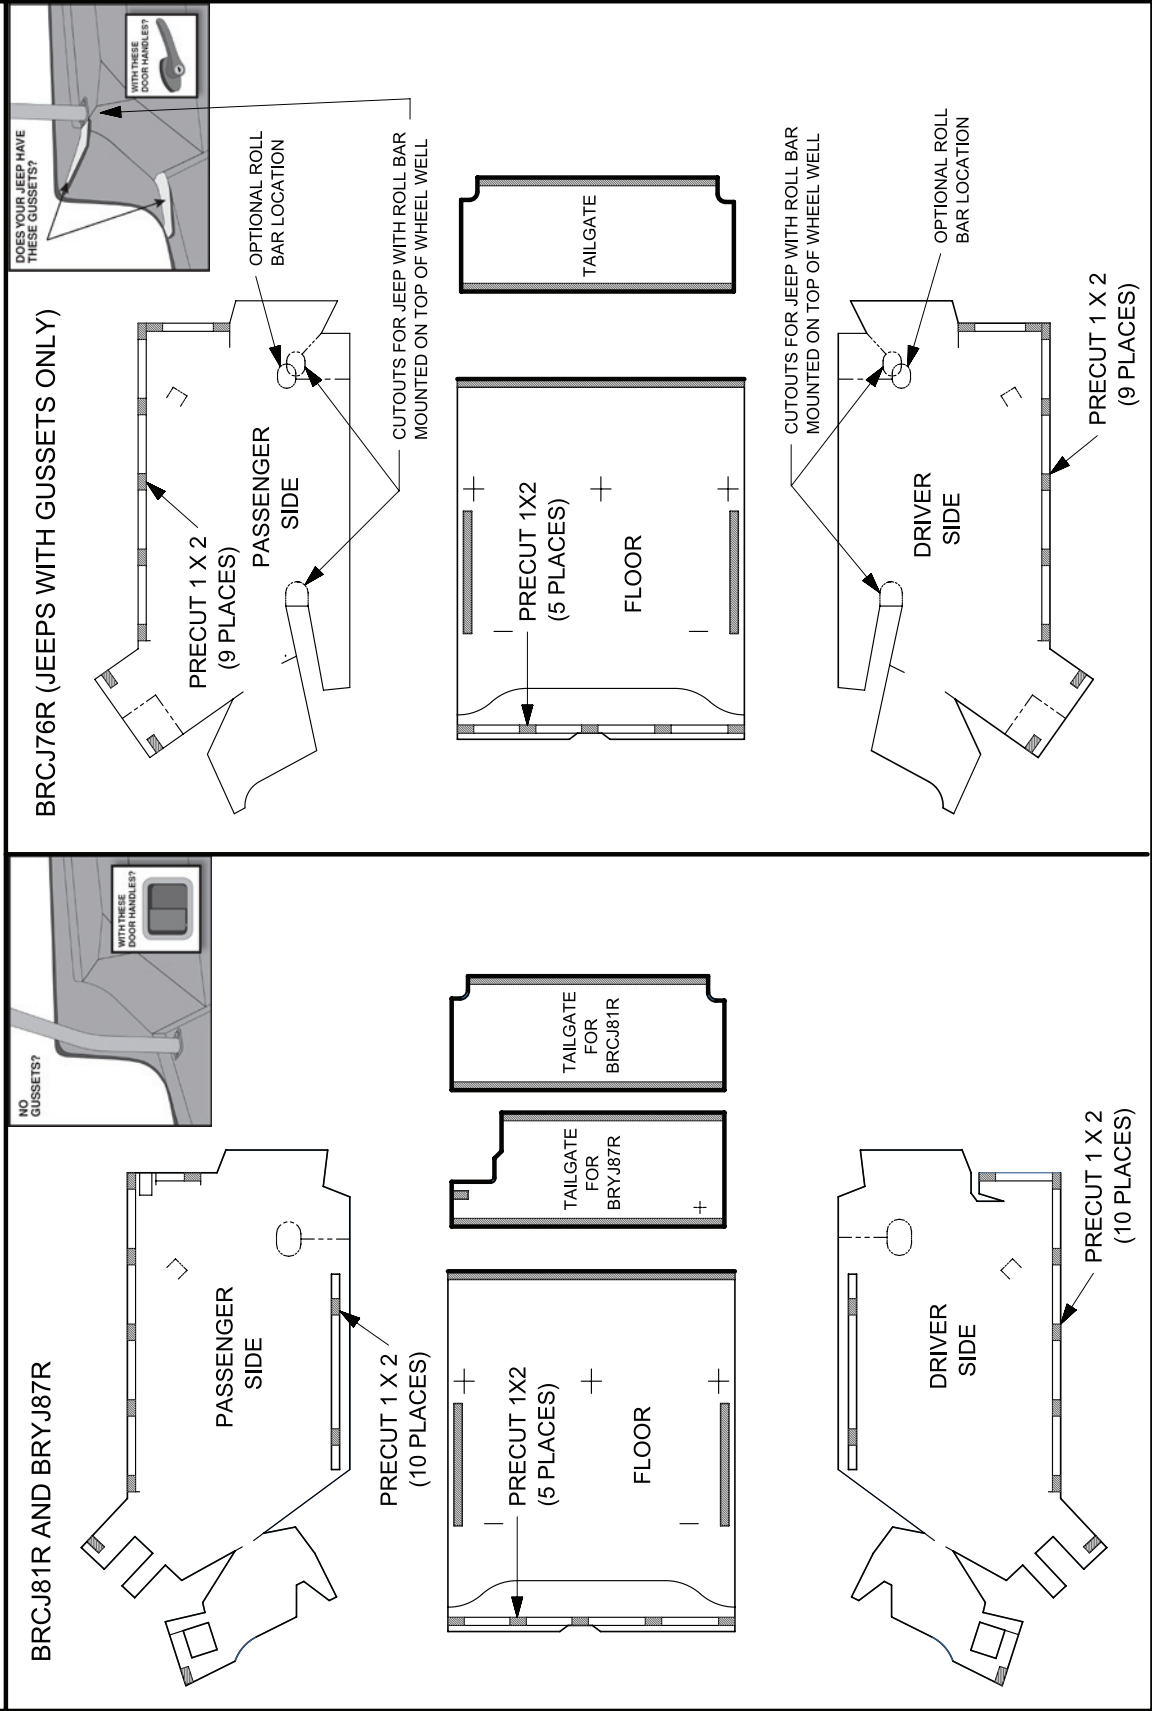 BRCJ81R AND BRYJ87R
NO
GUSSETS?
WITH THESE
DOOR HANDLES?
PASSENGER
SIDE
PRECUT 1 X 2
(10 PLACES)
TAILGATE
FOR
BRYJ87R
TAILGATE
FOR
BRCJ81R
PRECUT 1X2
(5 PLACES)
FLOOR
DRIVER
SIDE
PRECUT 1 X 2
(10 PLACES)
BRCJ76R (JEEPS WITH GUSSETS ONLY)
DOES YOUR JEEP HAVE
THESE GUSSETS?
WITH THESE
DOOR HANDLES?
PRECUT 1 X 2
(9 PLACES)
PASSENGER
SIDE
OPTIONAL ROLL
BAR LOCATION
CUTOUTS FOR JEEP WITH ROLL BAR
MOUNTED ON TOP OF WHEEL WELL
PRECUT 1X2
(5 PLACES)
FLOOR
TAILGATE
CUTOUTS FOR JEEP WITH ROLL BAR
MOUNTED ON TOP OF WHEEL WELL
DRIVER
SIDE
OPTIONAL ROLL
BAR LOCATION
PRECUT 1 X 2
(9 PLACES)